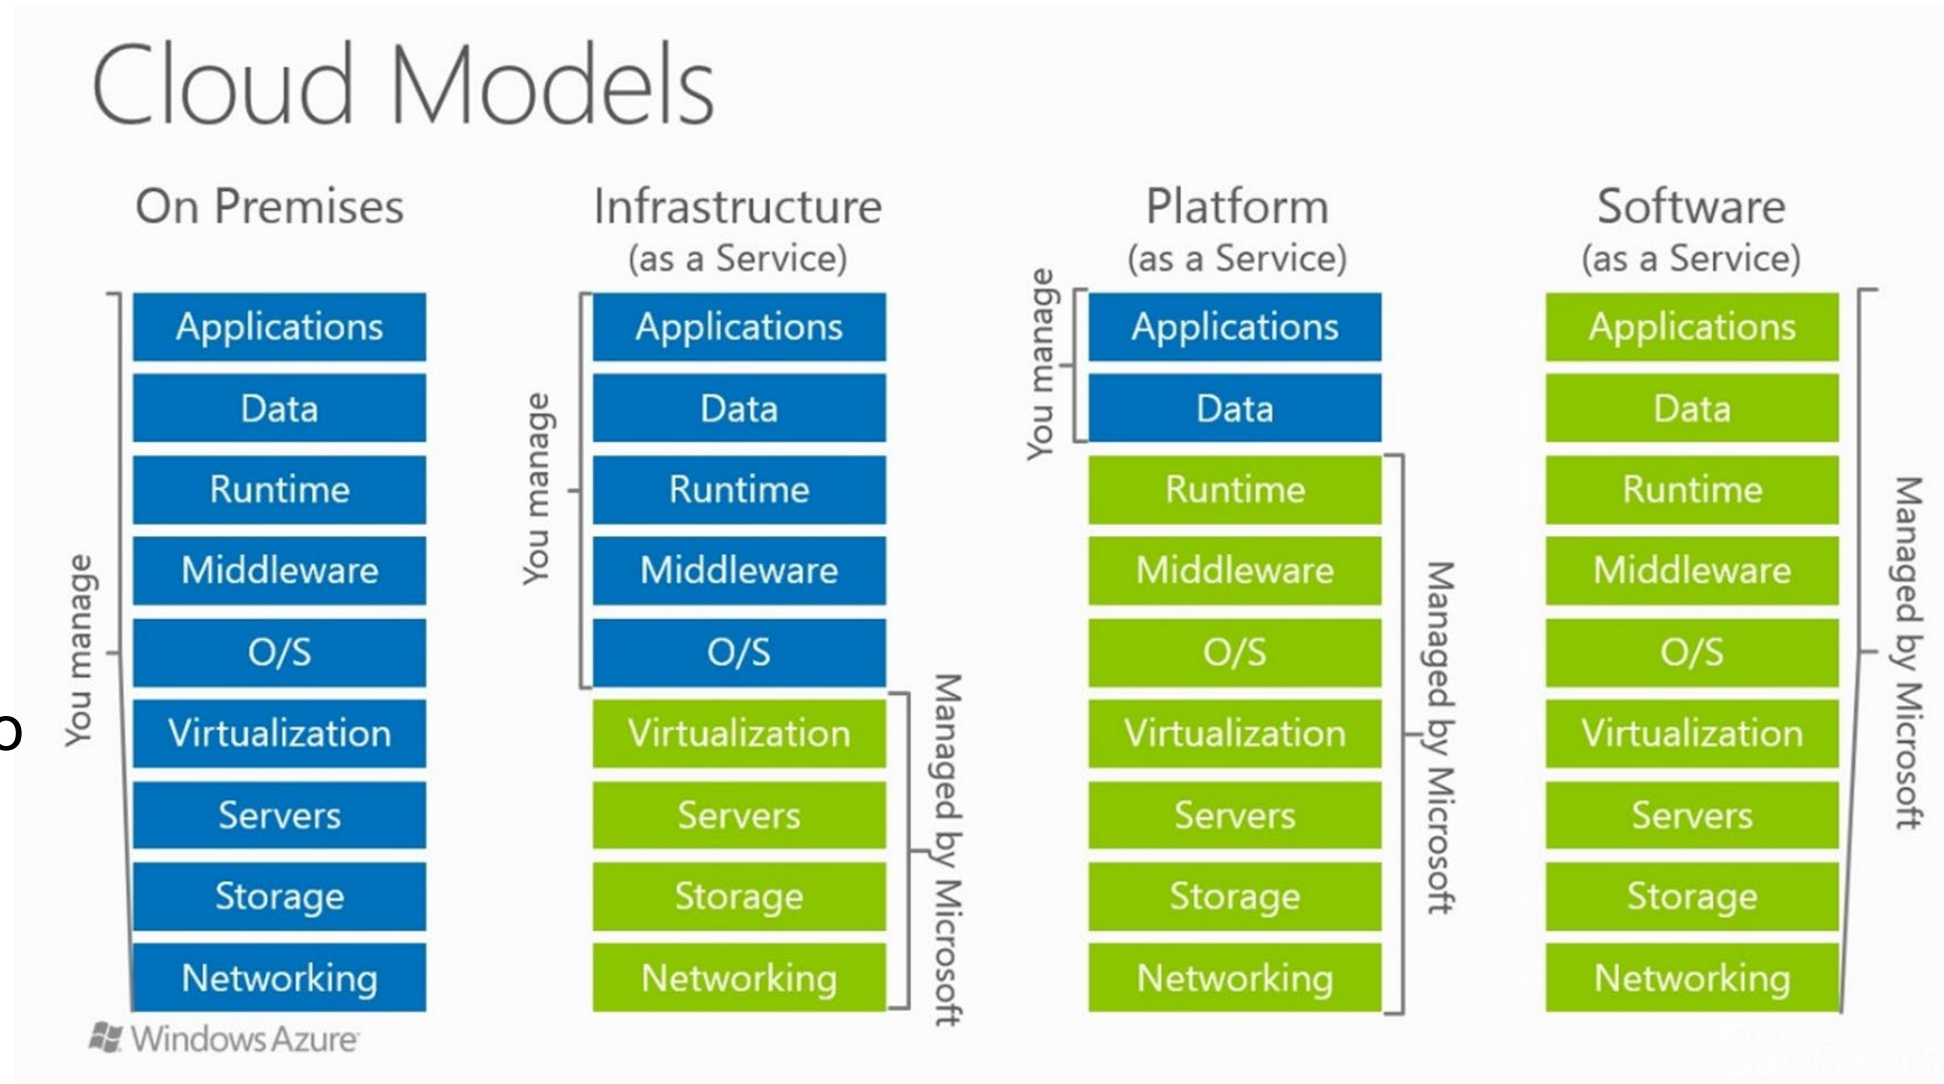 Cloud Models
On Premises
You manage
Applications
Data
Runtime
Middleware
O/S
Virtualization
Servers
Storage
Networking
Infrastructure
(as a Service)
You manage
Applications
Data
Runtime
Middleware
O/S
Virtualization
Servers
Storage
Networking
Managed by Microsoft
Platform
(as a Service)
You manage
Applications
Data
Runtime
Middleware
O/S
Virtualization
Servers
Storage
Networking
Managed by Microsoft
Software
(as a Service)
Applications
Data
Runtime
Middleware
O/S
Virtualization
Servers
Storage
Networking
Managed by Microsoft
Windows Azure